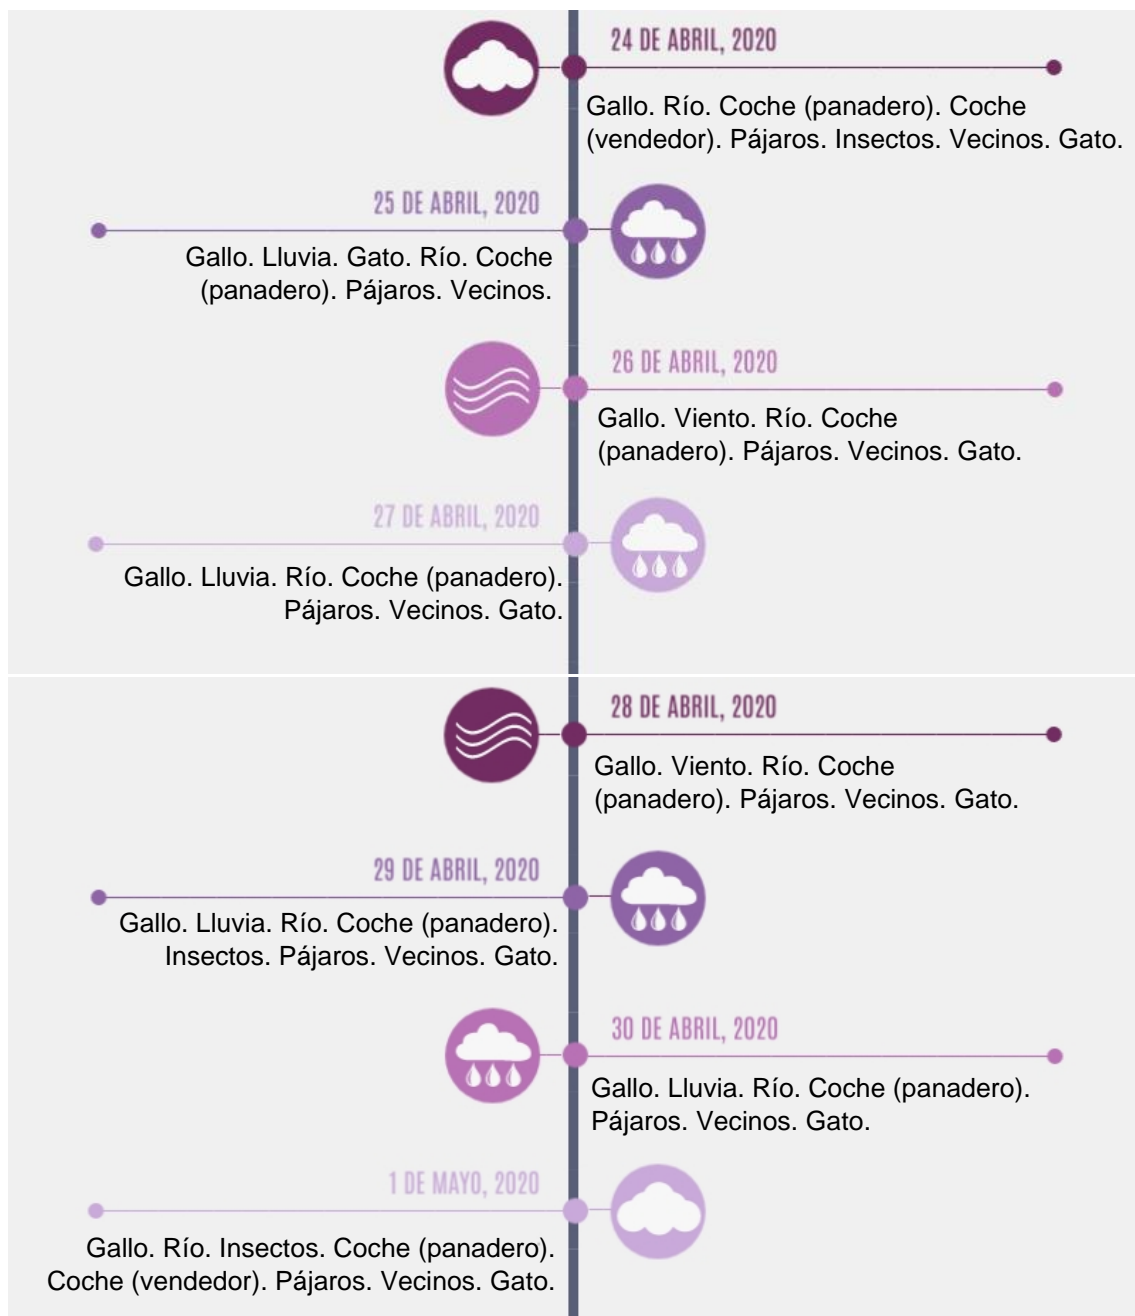 24 DE ABRIL, 2020
Gallo. Río. Coche (panadero). Coche
(vendedor). Pájaros. Insectos. Vecinos. Gato.
25 DE ABRIL, 2020
Gallo. Lluvia. Gato. Río. Coche
(panadero). Pájaros. Vecinos.
26 DE ABRIL, 2020
Gallo. Viento. Río. Coche
(panadero). Pájaros. Vecinos. Gato.
27 DE ABRIL, 2020
Gallo. Lluvia. Río. Coche (panadero).
Pájaros. Vecinos. Gato.
28 DE ABRIL, 2020
Gallo. Viento. Río. Coche
(panadero). Pájaros. Vecinos. Gato.
29 DE ABRIL, 2020
Gallo. Lluvia. Río. Coche (panadero).
Insectos. Pájaros. Vecinos. Gato.
30 DE ABRIL, 2020
Gallo. Lluvia. Río. Coche (panadero).
Pájaros. Vecinos. Gato.
1 DE MAYO, 2020
Gallo. Río. Insectos. Coche (panadero).
Coche (vendedor). Pájaros. Vecinos. Gato.